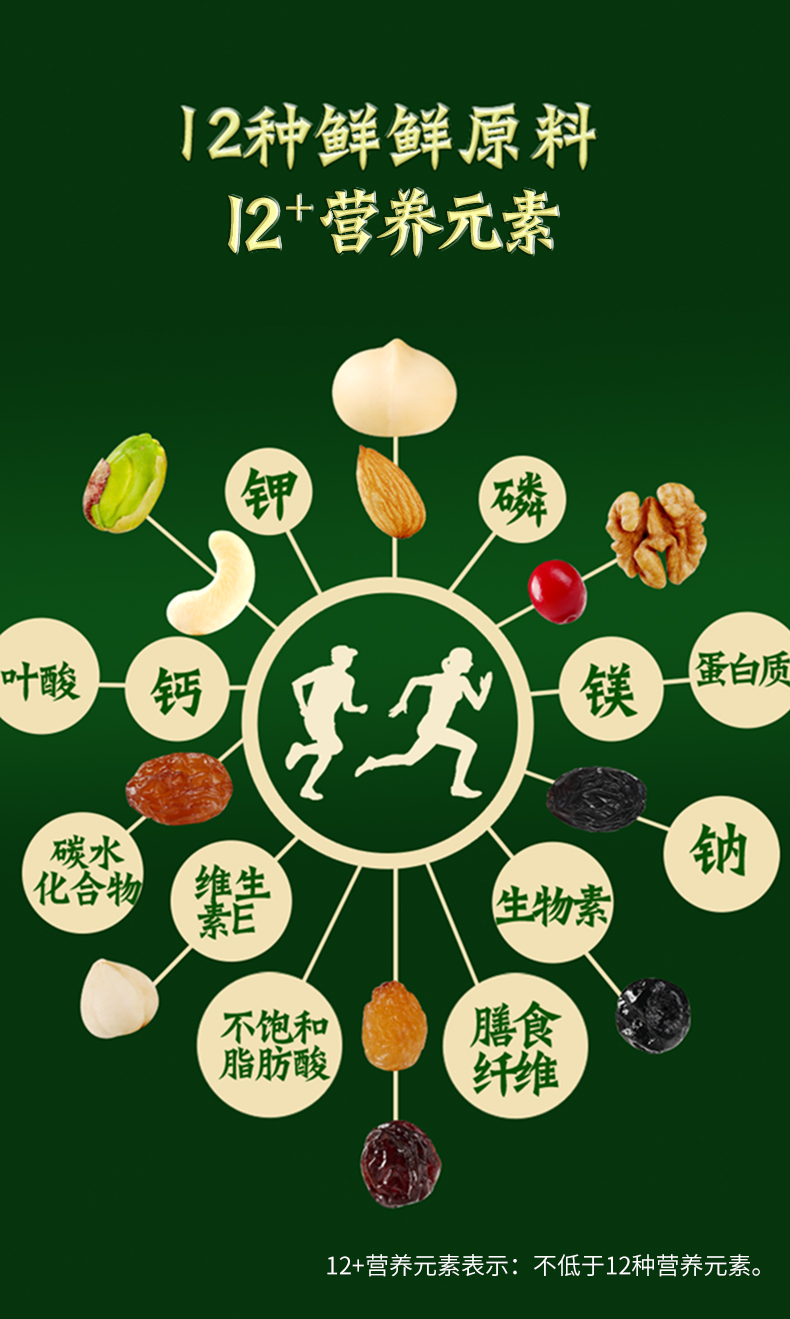 12种鲜鲜原料
12+营养元素
钾
磷
叶酸
钙
镁
蛋白质
碳水
化合物
维生
素E
生物素
钠
不饱和
脂肪酸
膳食
纤维
12+营养元素表示：不低于12种营养元素。